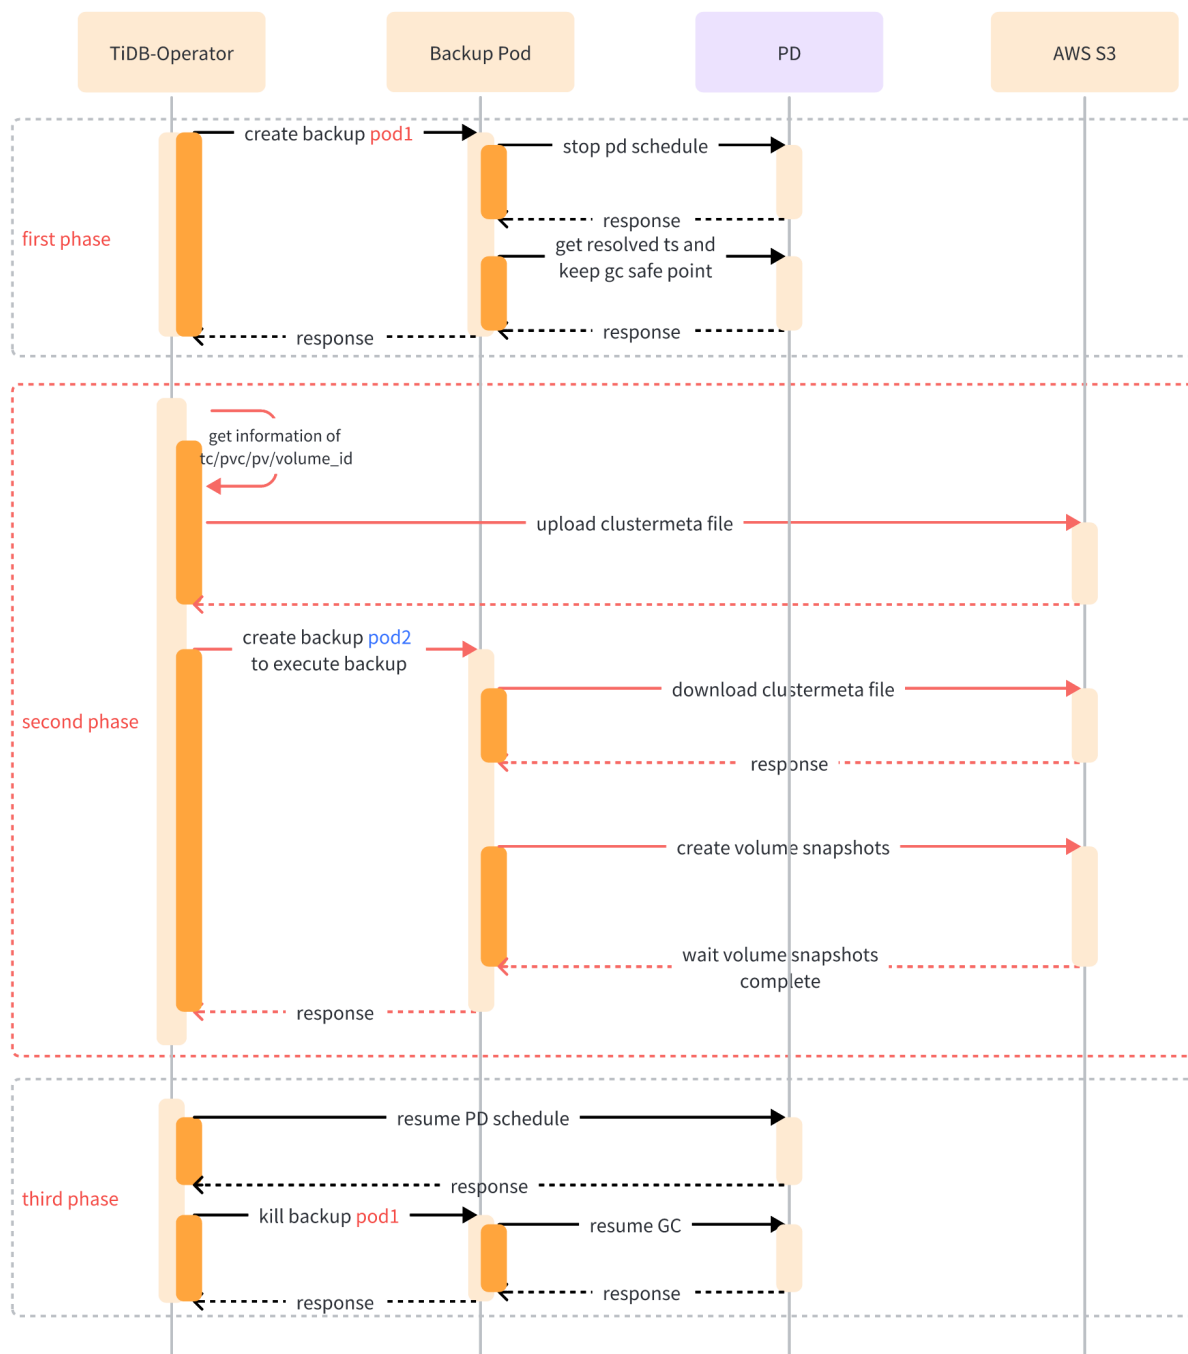 TiDB-Operator
Backup Pod
PD
AWS S3
create backup pod1
stop pd schedule
response
first phase
get resolved ts and
keep gc safe point
response
response
get information of
tc/pvc/pv/volume_id
upload clustermeta file
create backup pod2
to execute backup
download clustermeta file
second phase
response
create volume snapshots
wait volume snapshots
complete
response
resume PD schedule
response
third phase
kill backup pod1
resume GC
response
response